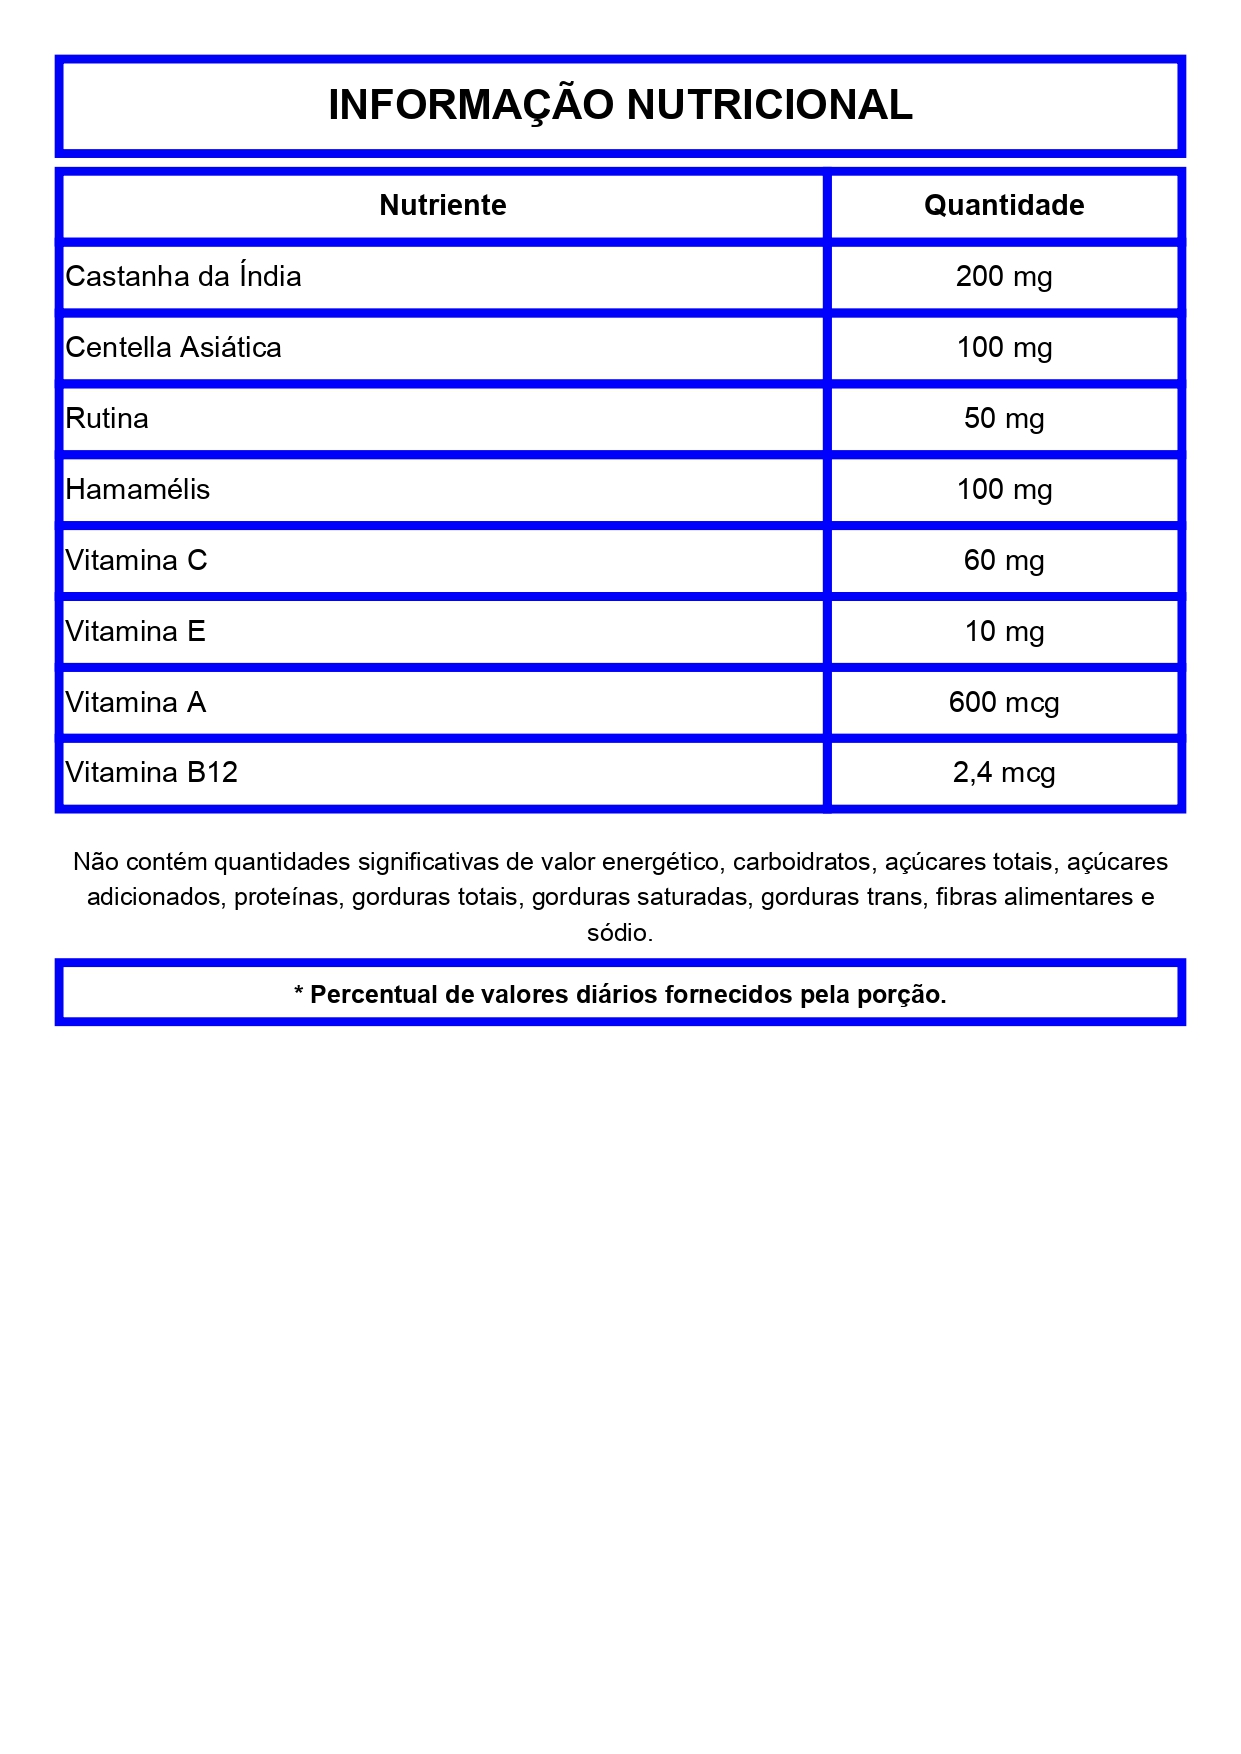 INFORMAÇÃO NUTRICIONAL
Nutriente Quantidade
Castanha da Índia 200 mg
Centella Asiática 100 mg
Rutina 50 mg
Hamamélis 100 mg
Vitamina C 60 mg
Vitamina E 10 mg
Vitamina A 600 mcg
Vitamina B12 2,4 mcg
Não contém quantidades significativas de valor energético, carboidratos, açúcares totais, açúcares
adicionados, proteínas, gorduras totais, gorduras saturadas, gorduras trans, fibras alimentares e
sódio.
* Percentual de valores diários fornecidos pela porção.